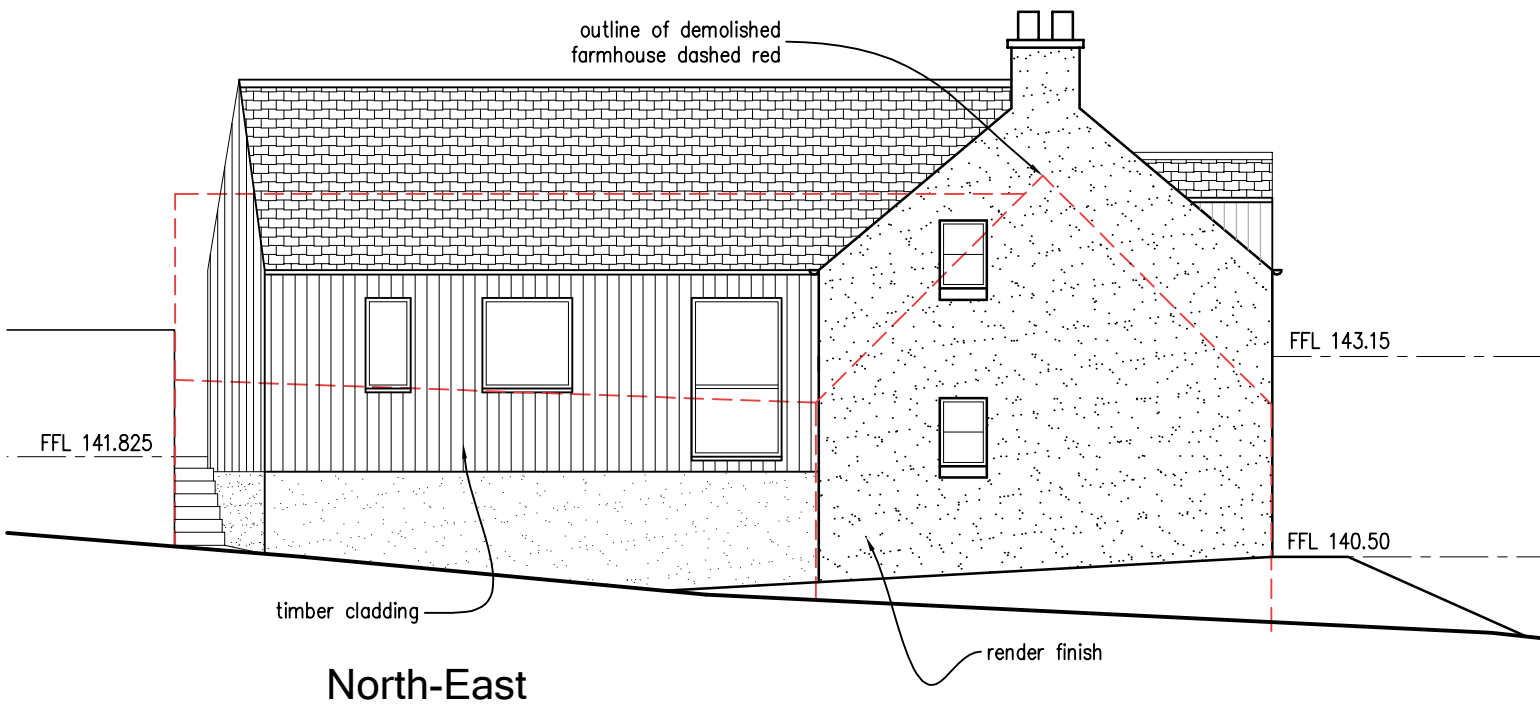 outline of demolished
farmhouse dashed red
FFL 143.15
FFL 141.825
FFL 140.50
timber cladding
render finish
North-East